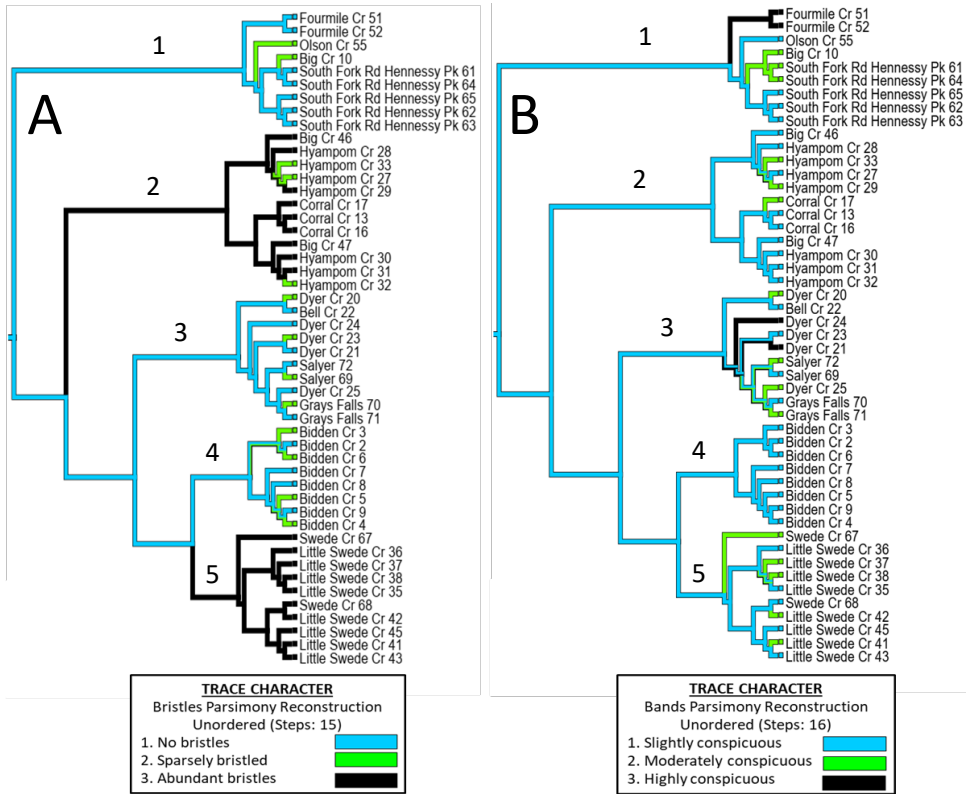 A
1
Fourmile Cr 51
Fourmile Cr 52
Olson Cr 55
Big Cr 10
South Fork Rd Hennessy Pk 61
South Fork Rd Hennessy Pk 64
South Fork Rd Hennessy Pk 65
South Fork Rd Hennessy Pk 62
South Fork Rd Hennessy Pk 63
2
Big Cr 46
Hyampom Cr 28
Hyampom Cr 33
Hyampom Cr 27
Hyampom Cr 29
Corral Cr 17
Corral Cr 13
Corral Cr 16
Big Cr 47
Hyampom Cr 30
Hyampom Cr 31
Hyampom Cr 32
3
Dyer Cr 20
Bell Cr 22
Dyer Cr 24
Dyer Cr 23
Dyer Cr 21
Salyer 72
Salyer 69
Dyer Cr 25
Grays Falls 70
Grays Falls 71
4
Bidden Cr 3
Bidden Cr 2
Bidden Cr 6
Bidden Cr 7
Bidden Cr 8
Bidden Cr 5
Bidden Cr 9
Bidden Cr 4
5
Swede Cr 67
Little Swede Cr 36
Little Swede Cr 37
Little Swede Cr 38
Little Swede Cr 35
Swede Cr 68
Little Swede Cr 42
Little Swede Cr 45
Little Swede Cr 41
Little Swede Cr 43
TRACE CHARACTER
Bristles Parsimony Reconstruction
Unordered (Steps: 15)
1. No bristles
2. Sparsely bristled
3. Abundant bristles
B
1
Fourmile Cr 51
Fourmile Cr 52
Olson Cr 55
Big Cr 10
South Fork Rd Hennessy Pk 61
South Fork Rd Hennessy Pk 64
South Fork Rd Hennessy Pk 65
South Fork Rd Hennessy Pk 62
South Fork Rd Hennessy Pk 63
2
Big Cr 46
Hyampom Cr 28
Hyampom Cr 33
Hyampom Cr 27
Hyampom Cr 29
Corral Cr 17
Corral Cr 13
Corral Cr 16
Big Cr 47
Hyampom Cr 30
Hyampom Cr 31
Hyampom Cr 32
3
Dyer Cr 20
Bell Cr 22
Dyer Cr 24
Dyer Cr 23
Dyer Cr 21
Salyer 72
Salyer 69
Dyer Cr 25
Grays Falls 70
Grays Falls 71
4
Bidden Cr 3
Bidden Cr 2
Bidden Cr 6
Bidden Cr 7
Bidden Cr 8
Bidden Cr 5
Bidden Cr 9
Bidden Cr 4
5
Swede Cr 67
Little Swede Cr 36
Little Swede Cr 37
Little Swede Cr 38
Little Swede Cr 35
Swede Cr 68
Little Swede Cr 42
Little Swede Cr 45
Little Swede Cr 41
Little Swede Cr 43
TRACE CHARACTER
Bands Parsimony Reconstruction
Unordered (Steps: 16)
1. Slightly conspicuous
2. Moderately conspicuous
3. Highly conspicuous